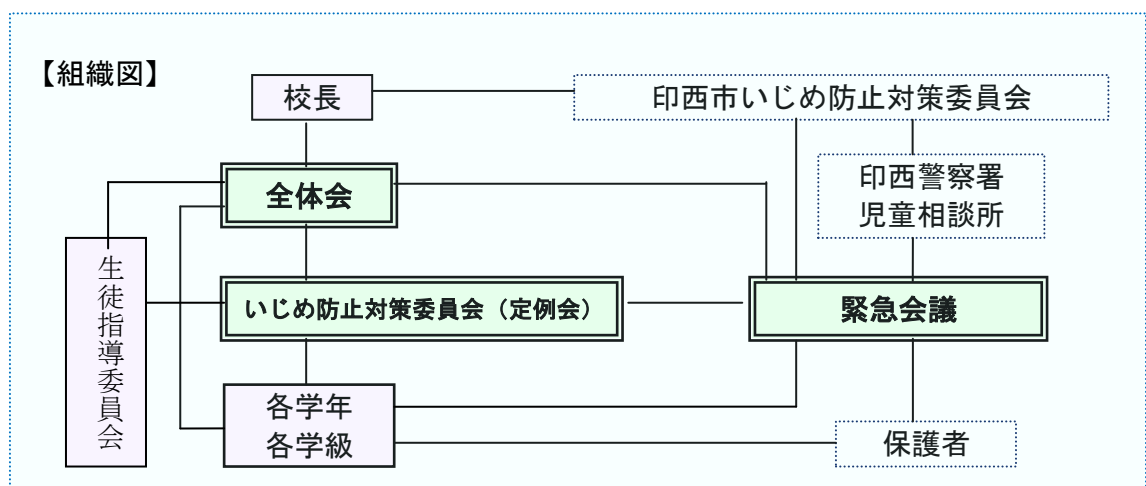 【組織図】
校長
印西市いじめ防止対策委員会
全体会
印西警察署
児童相談所
生徒指導委員会
いじめ防止対策委員会（定例会）
緊急会議
各学年
各学級
保護者